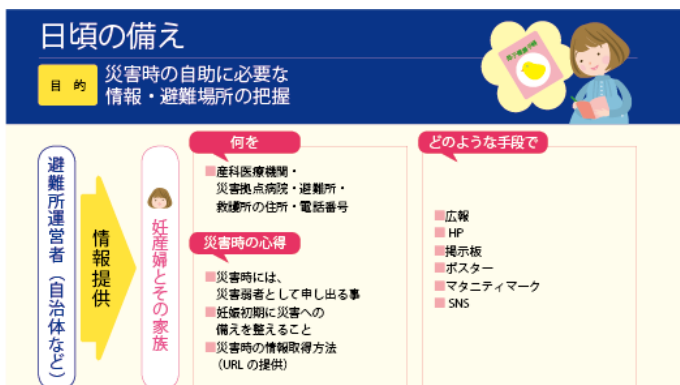 日頃の備え
目 的
災害時の自助に必要な
情報・避難場所の把握
母子健康手帳
避難所運営者（自治体など）
情報提供
妊産婦とその家族
何を
■産科医療機関・
災害拠点病院・避難所・
救護所の住所・電話番号
災害時の心得
■災害時には、
災害弱者として申し出る事
■妊娠初期に災害への
備えを整えること
■災害時の情報取得方法
（URL の提供）
どのような手段で
■広報
■HP
■掲示板
■ポスター
■マタニティマーク
■SNS